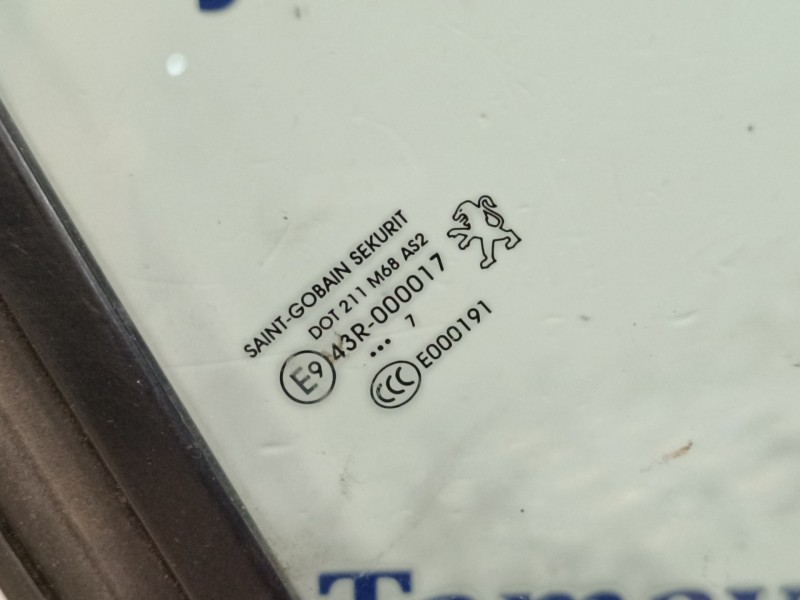 SAINT-GOBAIN SEKURIT
DOT 211 M68 AS2
E9 43R-000017
... 7
CCC E000191